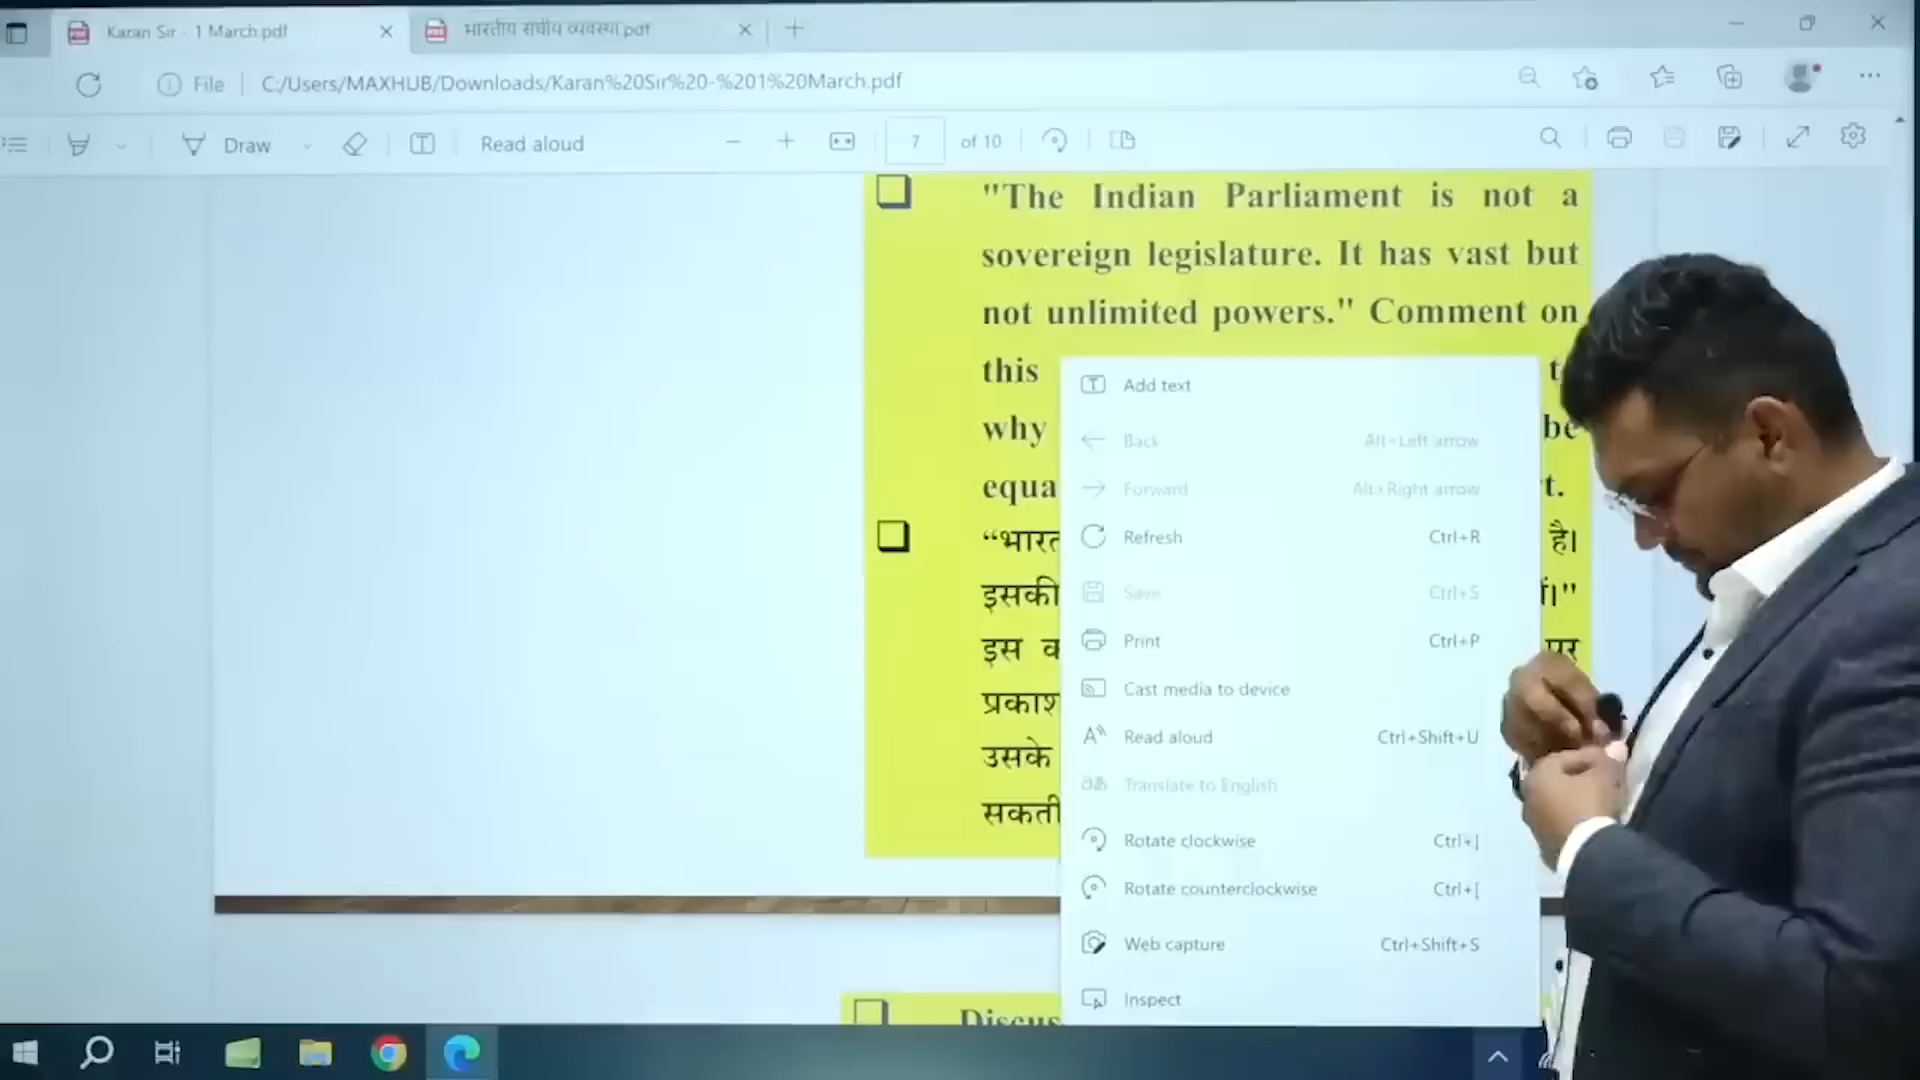 Karan Sir - 1 March.pdf
भारतीय संघीय व्यवस्था.pdf
File
C:/Users/MAXHUB/Downloads/Karan%20Sir%20-%201%20March.pdf
Draw
Read aloud
7
of 10
"The Indian Parliament is not a
sovereign legislature. It has vast but
not unlimited powers." Comment on
this
why
be
equa
t.
“भारत
है।
इसकी
इस
पर
प्रकाश
उसके
सकती
Add text
Back Alt+Left arrow
Forward Alt+Right arrow
Refresh Ctrl+R
Save Ctrl+S
Print Ctrl+P
Cast media to device
Read aloud Ctrl+Shift+U
Translate to English
Rotate clockwise Ctrl+]
Rotate counterclockwise Ctrl+[
Web capture Ctrl+Shift+S
Inspect
Discus